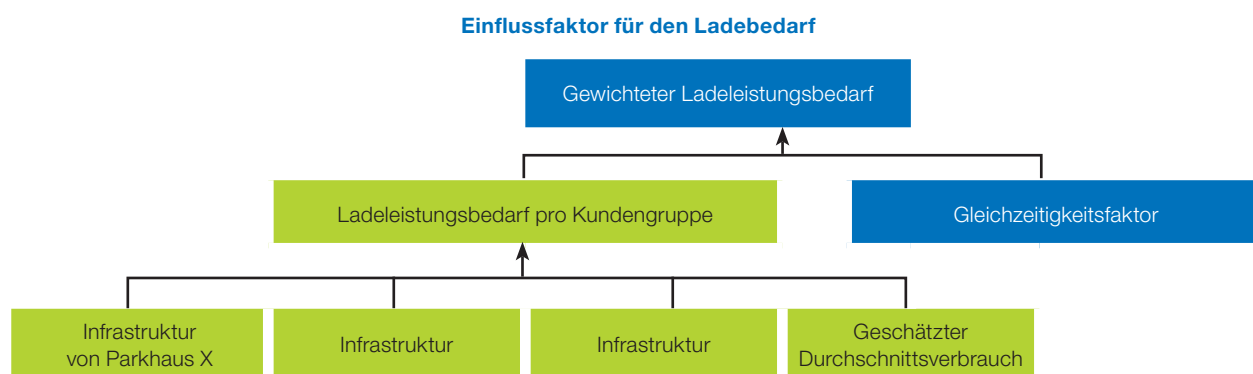 Einflussfaktor für den Ladebedarf
Gewichteter Ladeleistungsbedarf
Ladeleistungsbedarf pro Kundengruppe
Gleichzeitigkeitsfaktor
Infrastruktur
von Parkhaus X
Infrastruktur
Infrastruktur
Geschätzter
Durchschnittsverbrauch